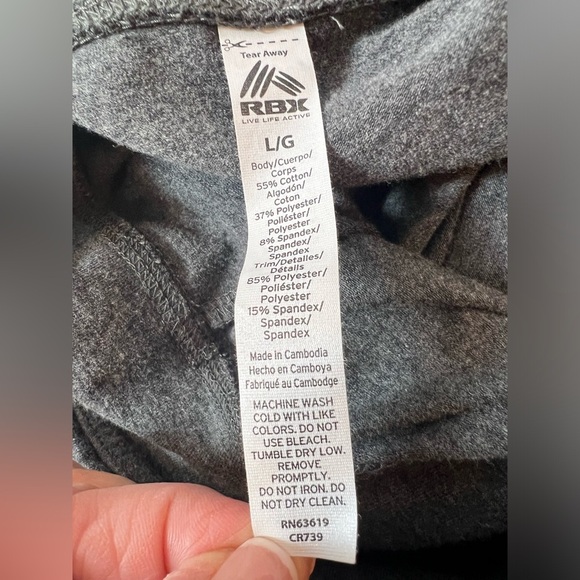 Tear Away
RBX
LIVE LIFE ACTIVE
L/G
Body/Cuerpo/
Corps
55% Cotton/
Algodón/
Coton
37% Polyester/
Poliéster/
Polyester
8% Spandex/
Spandex/
Spandex
Trim/Detalles/
Détails
85% Polyester/
Poliéster/
Polyester
15% Spandex/
Spandex/
Spandex
Made in Cambodia
Hecho en Camboya
Fabriqué au Cambodge
MACHINE WASH
COLD WITH LIKE
COLORS. DO NOT
USE BLEACH.
TUMBLE DRY LOW.
REMOVE
PROMPTLY.
DO NOT IRON. DO
NOT DRY CLEAN.
RN63619
CR739